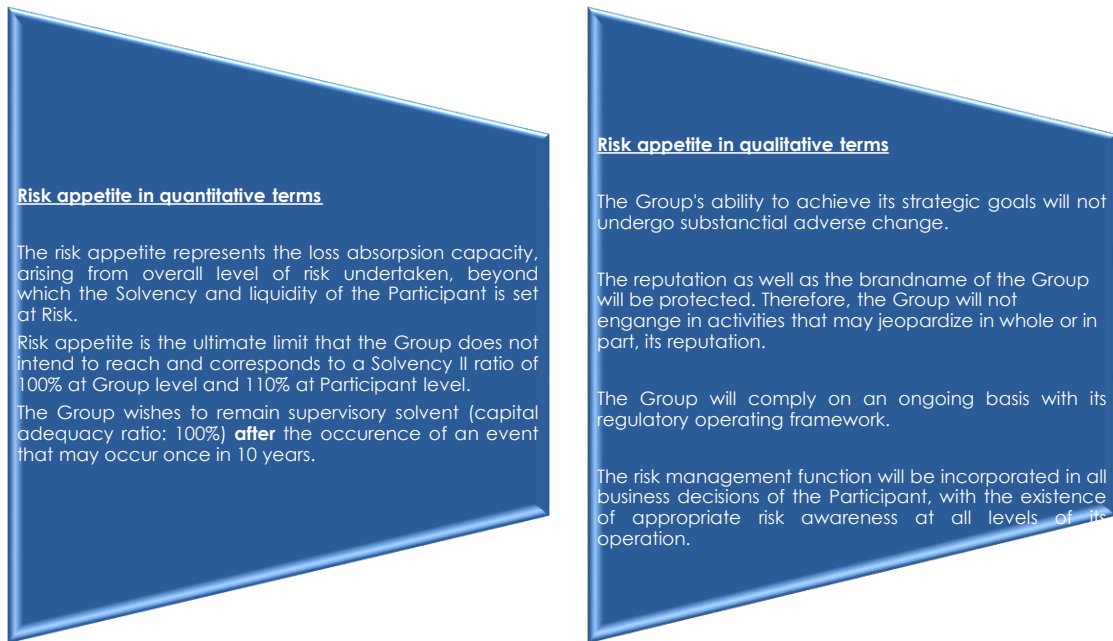 Risk appetite in quantitative terms
The risk appetite represents the loss absorpsion capacity,
arising from overall level of risk undertaken, beyond
which the Solvency and liquidity of the Participant is set
at Risk.
Risk appetite is the ultimate limit that the Group does not
intend to reach and corresponds to a Solvency II ratio of
100% at Group level and 110% at Participant level.
The Group wishes to remain supervisory solvent (capital
adequacy ratio: 100%) after the occurence of an event
that may occur once in 10 years.
Risk appetite in qualitative terms
The Group's ability to achieve its strategic goals will not
undergo substanctial adverse change.
The reputation as well as the brandname of the Group
will be protected. Therefore, the Group will not
engange in activities that may jeopardize in whole or in
part, its reputation.
The Group will comply on an ongoing basis with its
regulatory operating framework.
The risk management function will be incorporated in all
business decisions of the Participant, with the existence
of appropriate risk awareness at all levels of its
operation.